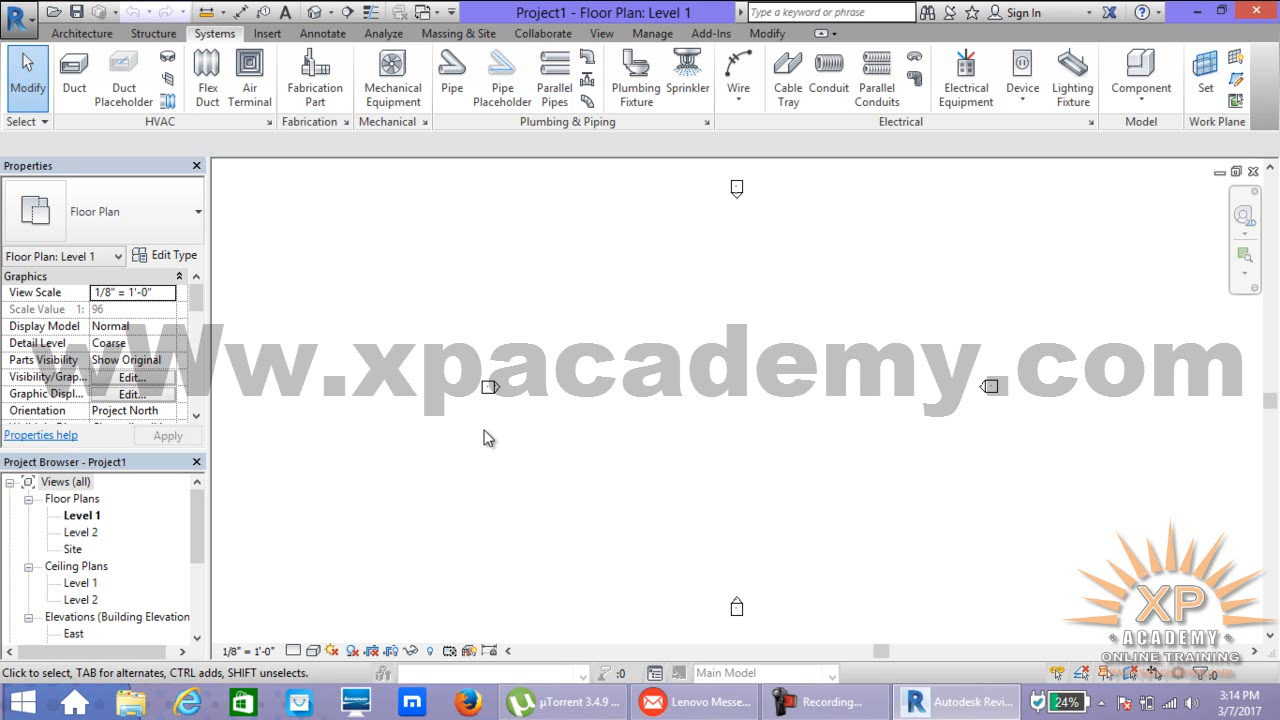 Project1 - Floor Plan: Level 1
Type a keyword or phrase
Sign In
Architecture Structure Systems Insert Annotate Analyze Massing & Site Collaborate View Manage Add-Ins Modify
Modify
Duct
Duct Placeholder
Flex Duct
Air Terminal
Fabrication Part
Mechanical Equipment
Pipe
Pipe Placeholder
Parallel Pipes
Plumbing Fixture
Sprinkler
Wire
Cable Tray
Conduit
Parallel Conduits
Electrical Equipment
Device
Lighting Fixture
Component
Set
Select HVAC Fabrication Mechanical Plumbing & Piping Electrical Model Work Plane
Properties
Floor Plan
Floor Plan: Level 1 Edit Type
Graphics
View Scale 1/8" = 1'-0"
Scale Value 1: 96
Display Model Normal
Detail Level Coarse
Parts Visibility Show Original
Visibility/Grap... Edit...
Graphic Displ... Edit...
Orientation Project North
Properties help Apply
wWw.xpacademy.com
Project Browser - Project1
Views (all)
Floor Plans
Level 1
Level 2
Site
Ceiling Plans
Level 1
Level 2
Elevations (Building Elevation
East
2D
XP
ACADEMY
ONLINE TRAINING
1/8" = 1'-0"
Click to select, TAB for alternates, CTRL adds, SHIFT unselects.
:0
Main Model
:0
µTorrent 3.4.9 ...
Lenovo Messe...
Recording...
Autodesk Revi...
24%
3:14 PM
3/7/2017